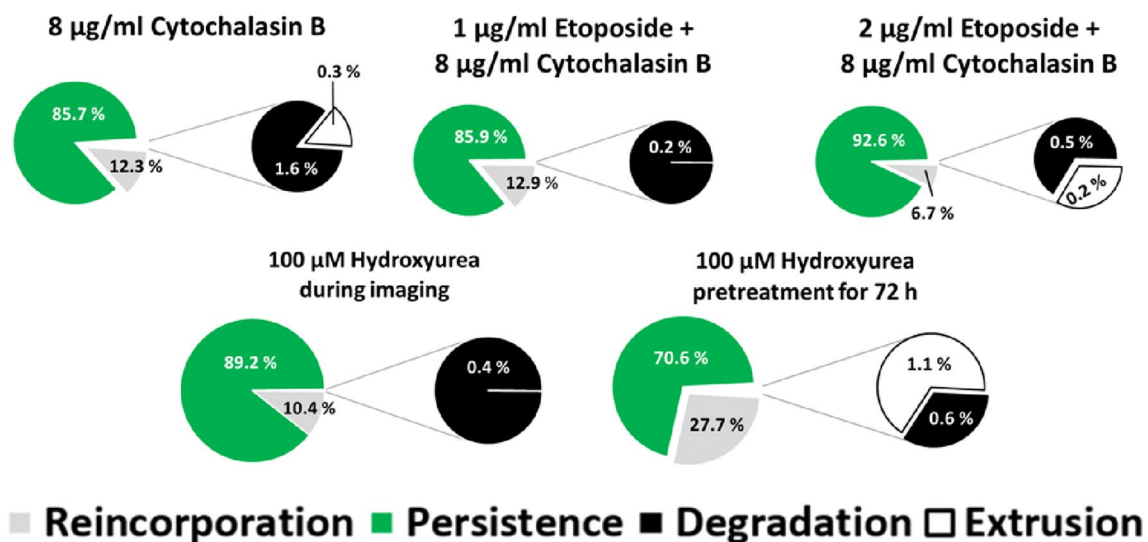 8 µg/ml Cytochalasin B
1 µg/ml Etoposide +
8 µg/ml Cytochalasin B
2 µg/ml Etoposide +
8 µg/ml Cytochalasin B
85.7 %
12.3 %
0.3 %
1.6 %
85.9 %
12.9 %
0.2 %
92.6 %
6.7 %
0.5 %
0.2 %
100 µM Hydroxyurea
during imaging
100 µM Hydroxyurea
pretreatment for 72 h
89.2 %
10.4 %
0.4 %
70.6 %
27.7 %
1.1 %
0.6 %
Reincorporation Persistence Degradation Extrusion